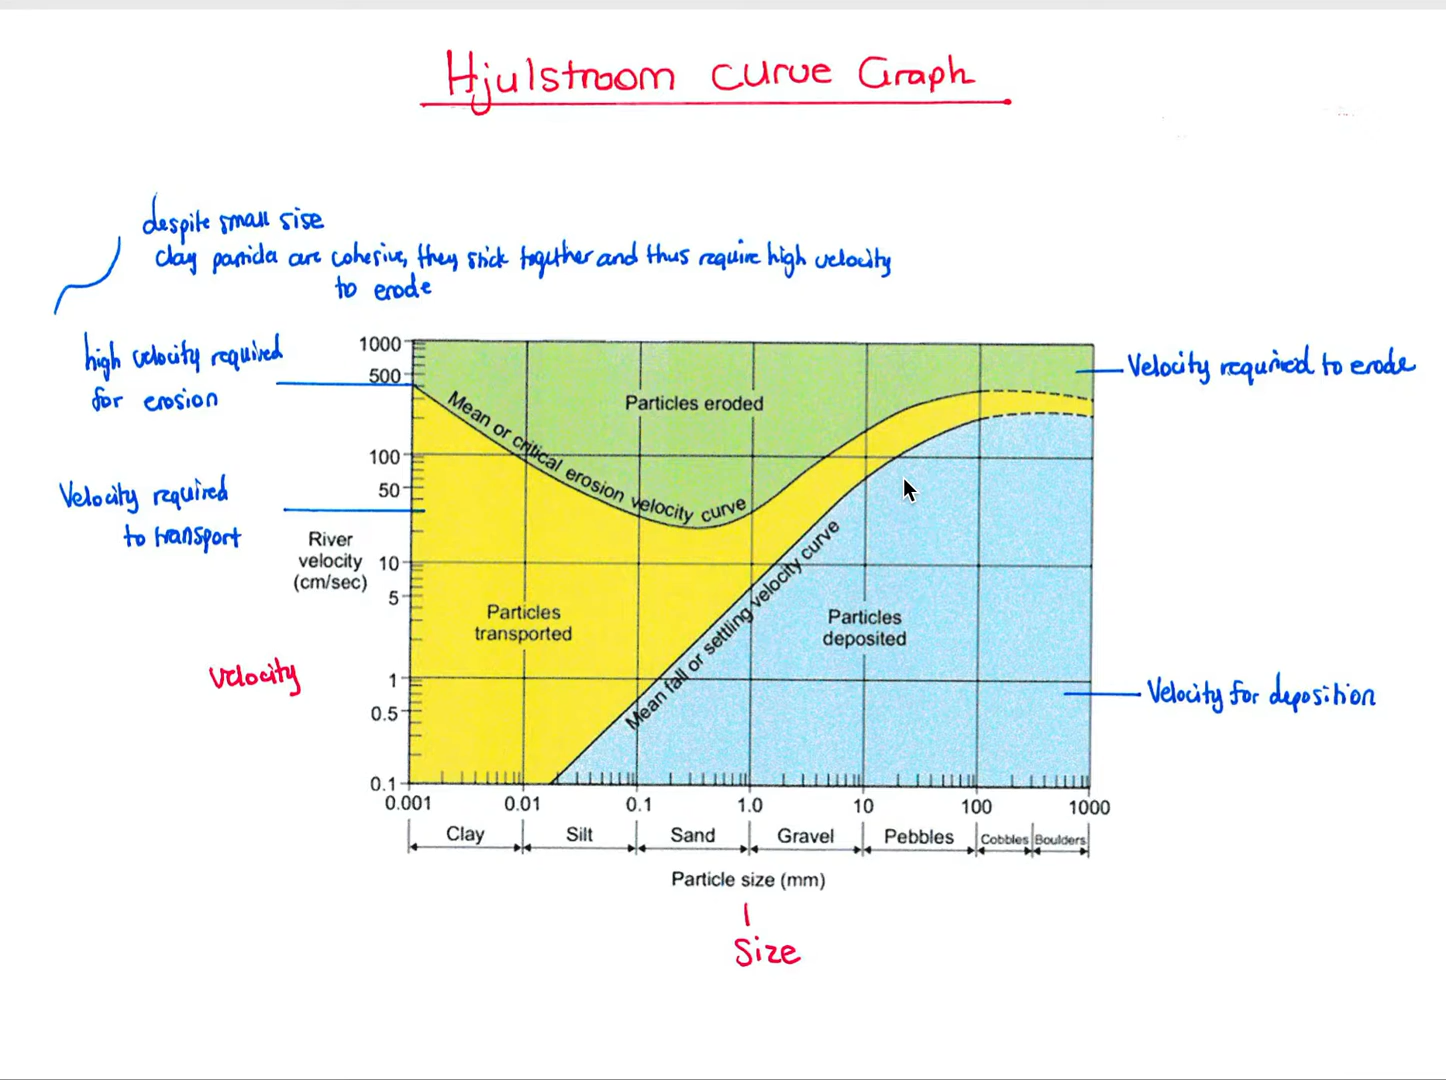 Hjulstroom curve Graph
despite small sise
clay particles are cohesive, they stick together and thus require high velocity
to erode
high velocity required
for erosion
Velocity required
to transport
Velocity required to erode
Velocity for deposition
velocity
1000
500
100
50
10
5
1
0.5
0.1
River
velocity
(cm/sec)
Particles eroded
Mean or critical erosion velocity curve
Particles
transported
Mean fall or settling velocity curve
Particles
deposited
0.001 0.01 0.1 1.0 10 100 1000
Clay Silt Sand Gravel Pebbles Cobbles Boulders
Particle size (mm)
Size